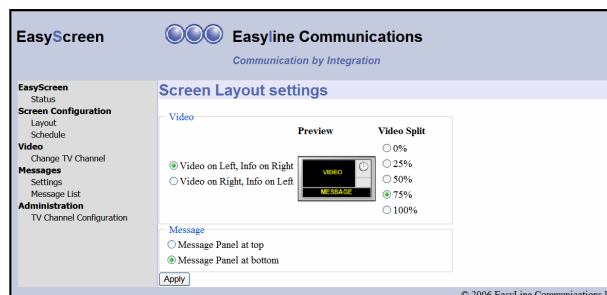 EasyScreen
Easyline Communications
Communication by Integration
EasyScreen
Status
Screen Configuration
Layout
Schedule
Video
Change TV Channel
Messages
Settings
Message List
Administration
TV Channel Configuration
Screen Layout settings
Video
Preview
Video Split
Video on Left, Info on Right
Video on Right, Info on Left
VIDEO
MESSAGE
0%
25%
50%
75%
100%
Message
Message Panel at top
Message Panel at bottom
Apply
© 2006 EasyLine Communications